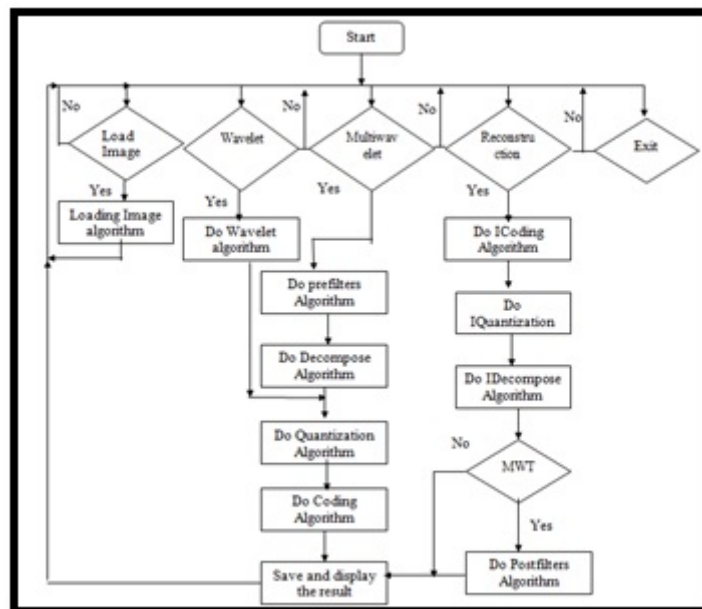 Start
No
No
No
No
Load
Image
Wavelet
Multiwav
elet
Reconstru
ction
Exit
Yes
Yes
Yes
Yes
Loading Image
algorithm
Do Wavelet
algorithm
Do ICoding
Algorithm
Do prefilters
Algorithm
Do
IQuantization
Do Decompose
Algorithm
Do IDecompose
Algorithm
Do Quantization
Algorithm
No
MWT
Do Coding
Algorithm
Yes
Save and display
the result
Do Postfilters
Algorithm